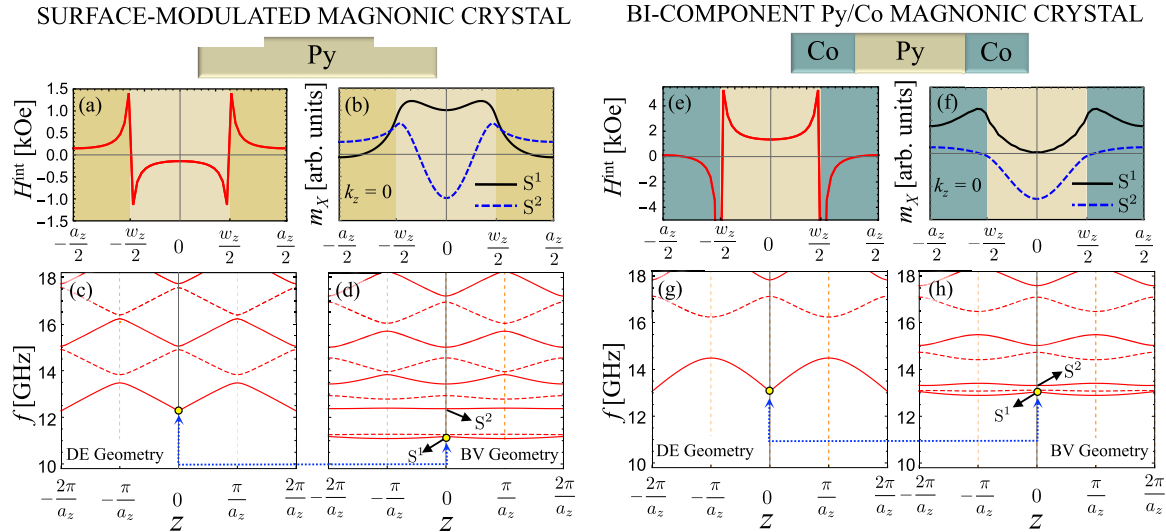 SURFACE-MODULATED MAGNONIC CRYSTAL
Py
(a)
H^int [kOe]
1.5
1.0
0.5
0.0
−0.5
−1.0
−1.5
−a_z/2 −w_z/2 0 w_z/2 a_z/2
(b)
m_X [arb. units]
k_z = 0
S^1
S^2
−a_z/2 −w_z/2 0 w_z/2 a_z/2
(c)
f [GHz]
18
16
14
12
10
DE Geometry
−2π/a_z −π/a_z 0 π/a_z 2π/a_z
z
(d)
S^2
S^1
BV Geometry
−2π/a_z −π/a_z 0 π/a_z 2π/a_z
z
BI-COMPONENT Py/Co MAGNONIC CRYSTAL
Co Py Co
(e)
H^int [kOe]
4
2
0
−2
−4
−a_z/2 −w_z/2 0 w_z/2 a_z/2
(f)
m_X [arb. units]
k_z = 0
S^1
S^2
−a_z/2 −w_z/2 0 w_z/2 a_z/2
(g)
f [GHz]
18
16
14
12
10
DE Geometry
−2π/a_z −π/a_z 0 π/a_z 2π/a_z
z
(h)
S^2
S^1
BV Geometry
−2π/a_z −π/a_z 0 π/a_z 2π/a_z
z